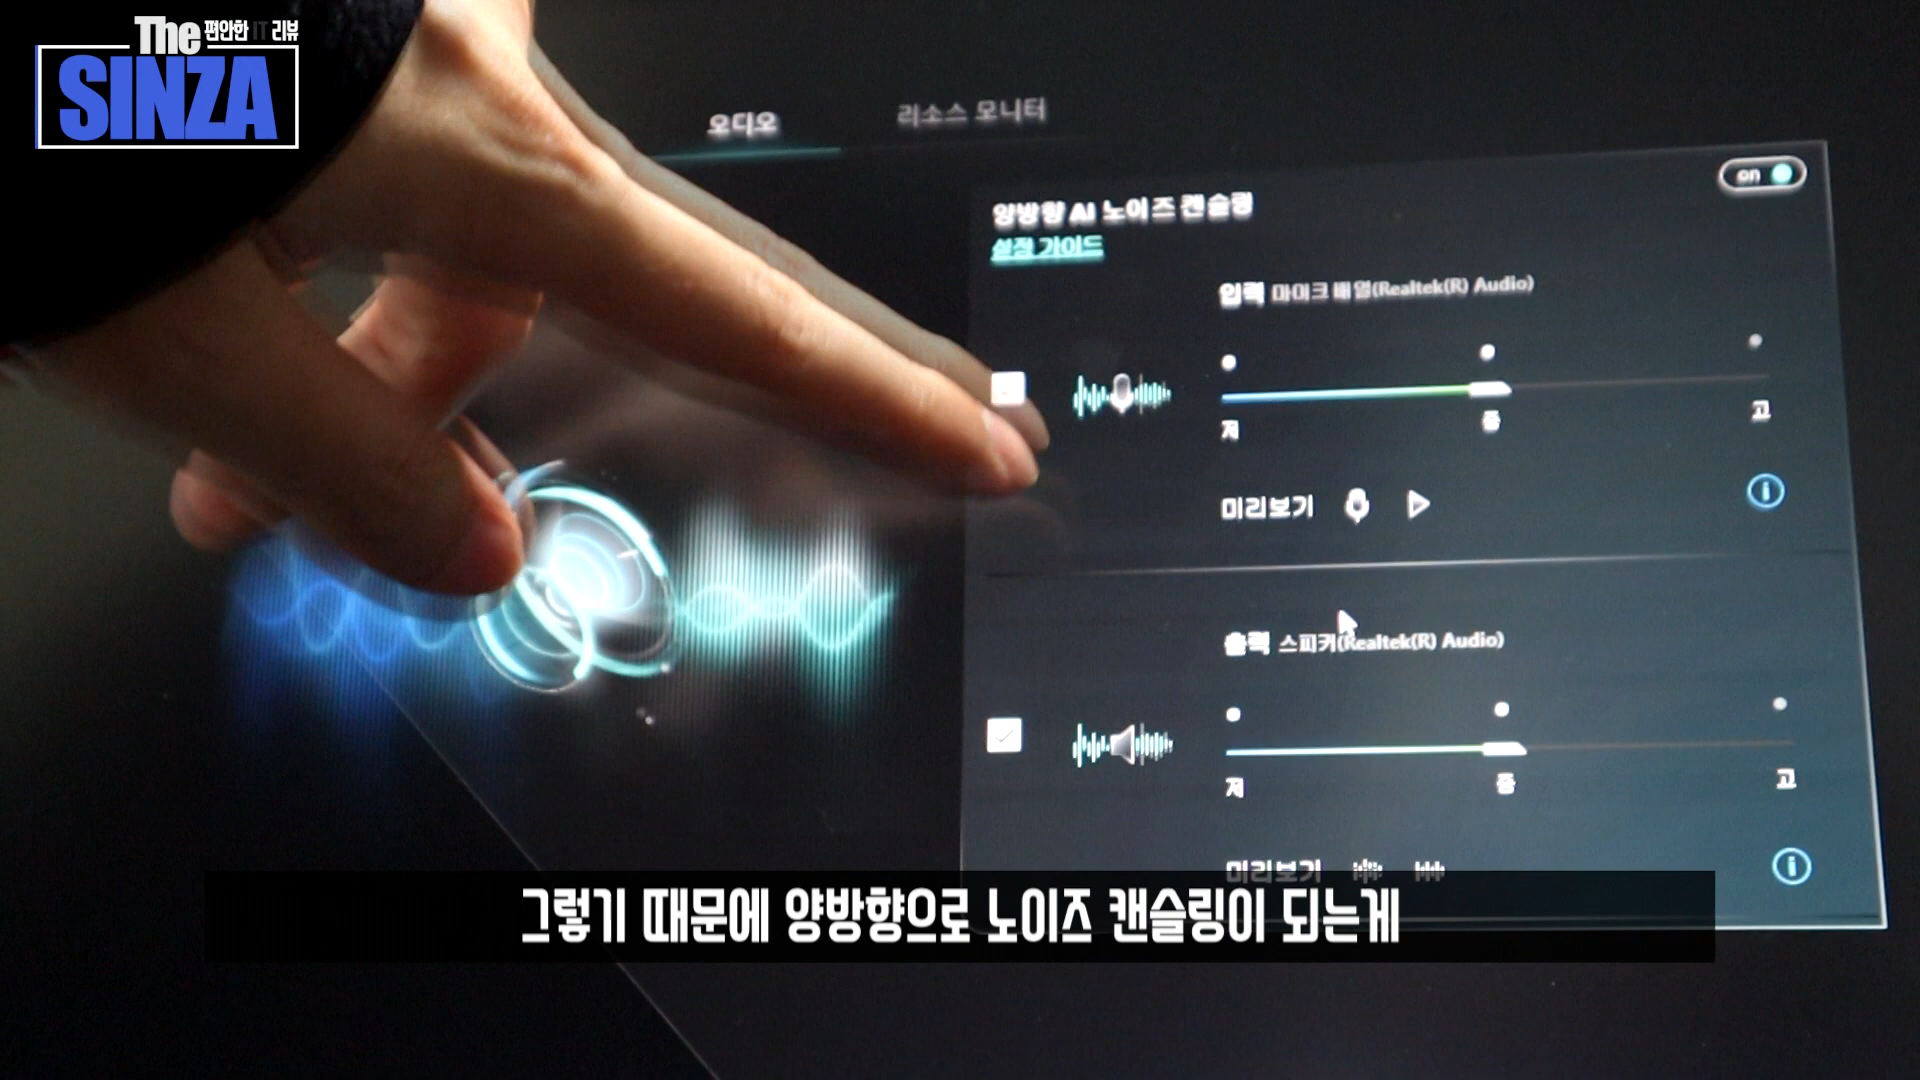 The 편안한 IT 리뷰
SINZA
오디오
리소스 모니터
on
양방향 AI 노이즈 캔슬링
설정 가이드
입력 마이크 배열(Realtek(R) Audio)
저
중
고
미리보기
출력 스피커(Realtek(R) Audio)
저
중
고
미리보기
그렇기 때문에 양방향으로 노이즈 캔슬링이 되는게